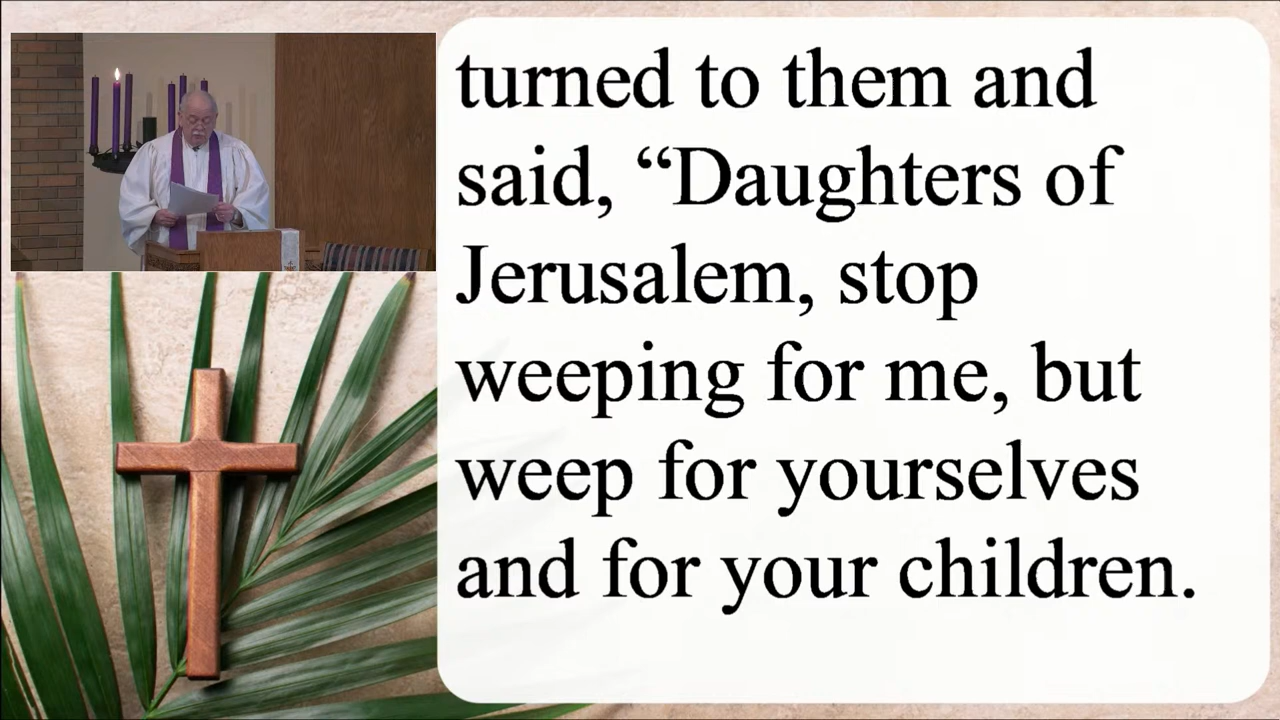 turned to them and
said, “Daughters of
Jerusalem, stop
weeping for me, but
weep for yourselves
and for your children.